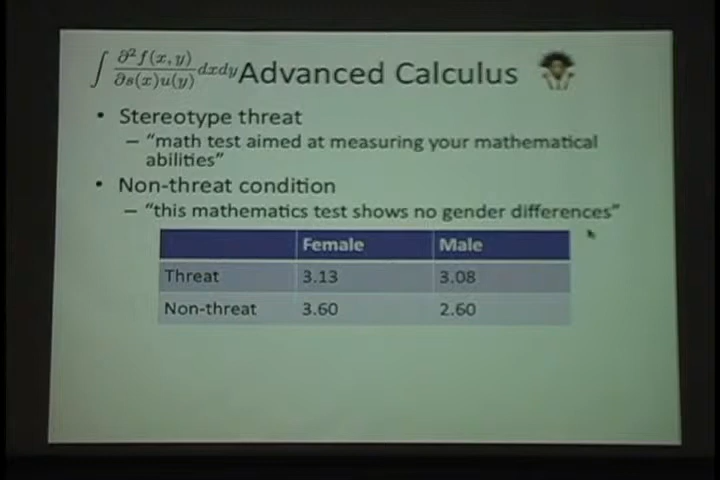 ∫ ∂²f(x, y) / ∂s(x)u(y) dxdy Advanced Calculus
• Stereotype threat
– “math test aimed at measuring your mathematical
abilities”
• Non-threat condition
– “this mathematics test shows no gender differences”
Female Male
Threat 3.13 3.08
Non-threat 3.60 2.60